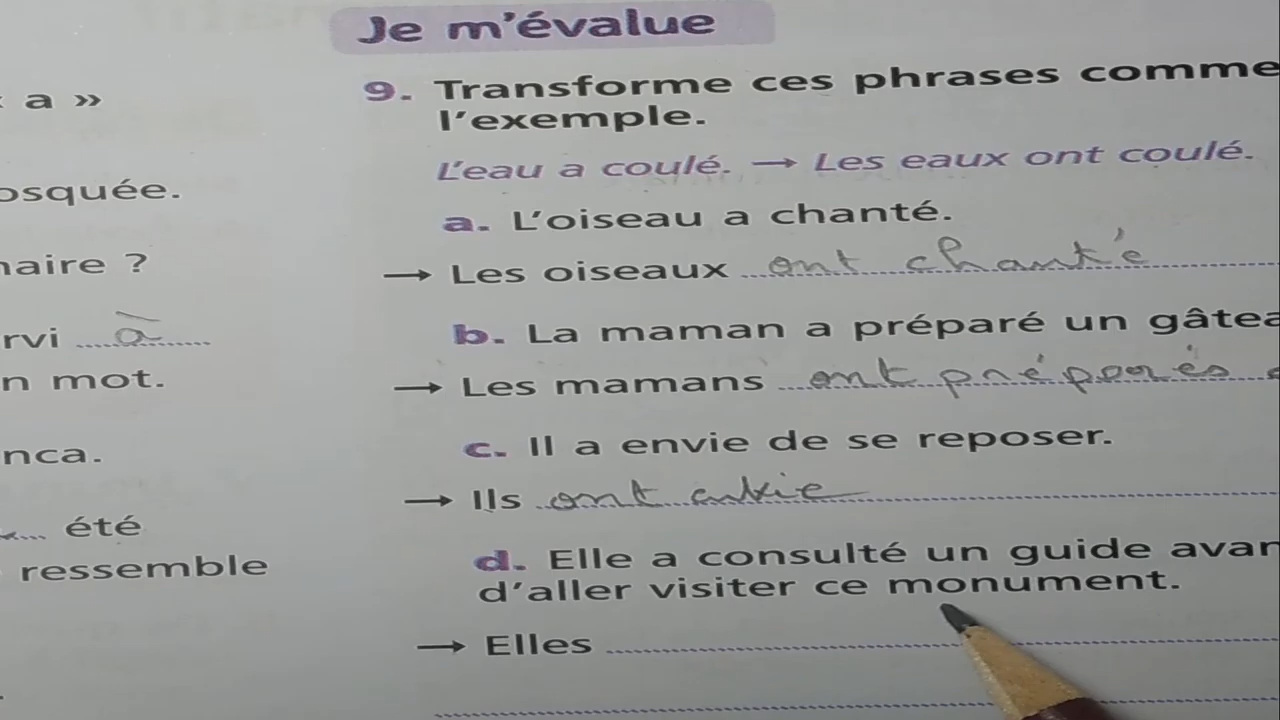 Je m'évalue
a »
9. Transforme ces phrases comme
l'exemple.
L'eau a coulé. → Les eaux ont coulé.
osquée.
a. L'oiseau a chanté.
naire ?
→ Les oiseaux ont chanté
rvi à
b. La maman a préparé un gâtea
n mot.
→ Les mamans ont préparés
c. Il a envie de se reposer.
nca.
→ Ils ont envie
été
d. Elle a consulté un guide avan
ressemble
d'aller visiter ce monument.
→ Elles